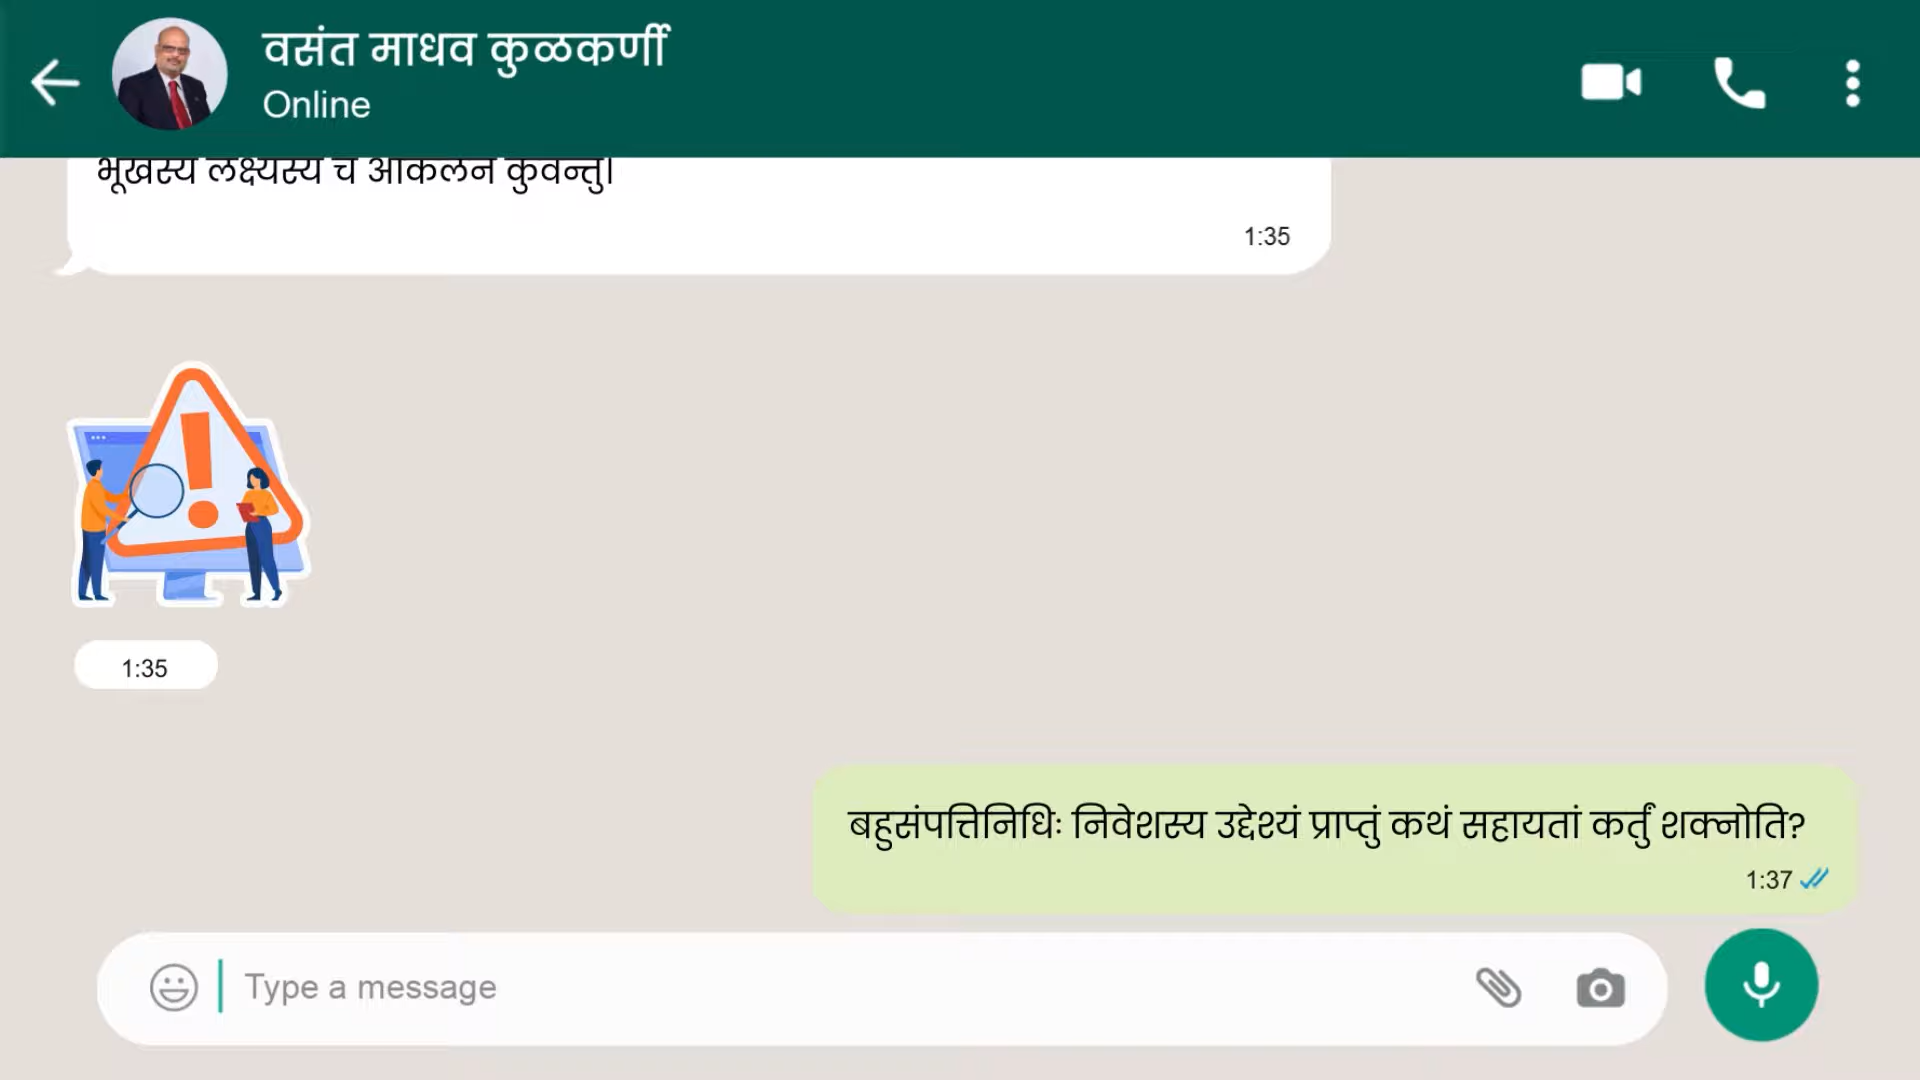 वसंत माधव कुळकर्णी
Online
भूखस्य लक्ष्यस्य च आकलनं कुर्वन्तु।
1:35
1:35
बहुसंपत्तिनिधिः निवेशस्य उद्देश्यं प्राप्तुं कथं सहायतां कर्तुं शक्नोति?
1:37
Type a message